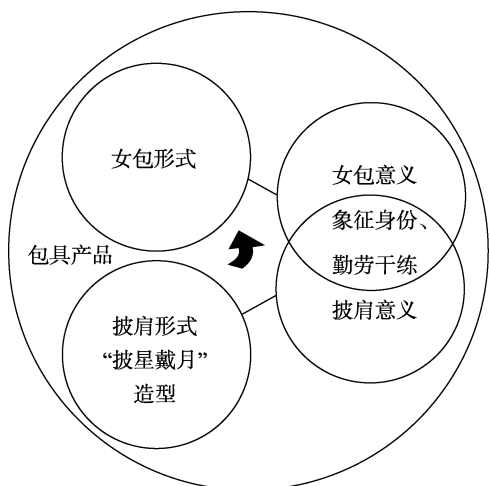 女包形式
女包意义
象征身份、
勤劳干练
披肩意义
包具产品
披肩形式
“披星戴月”
造型